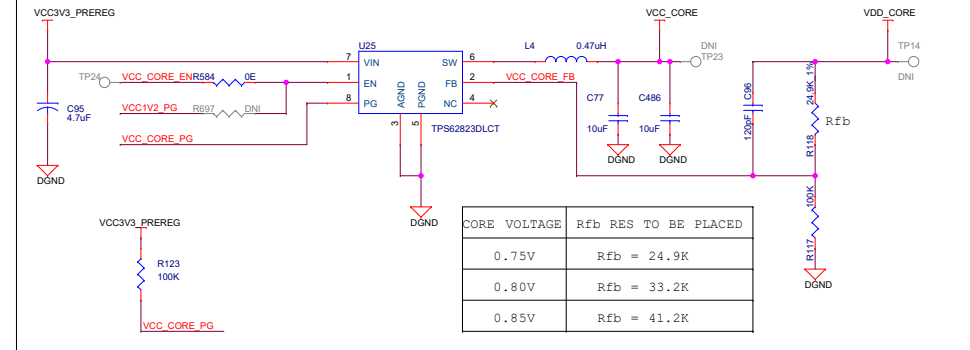 VCC3V3_PREREG
VCC_CORE
VDD_CORE
U25
L4
0.47uH
DNI
TP23
TP14
DNI
7
VIN
SW
6
TP24
VCC_CORE_EN
R584
0E
1
EN
FB
2
VCC_CORE_FB
8
PG
NC
4
AGND
PGND
3
5
TPS62823DLCT
VCC1V2_PG
R697
DNI
VCC_CORE_PG
C95
4.7uF
DGND
C77
10uF
DGND
C486
10uF
DGND
C96
120pF
24.9K 1%
Rfb
R118
100K
R117
DGND
DGND
VCC3V3_PREREG
R123
100K
VCC_CORE_PG
CORE VOLTAGE Rfb RES TO BE PLACED
0.75V Rfb = 24.9K
0.80V Rfb = 33.2K
0.85V Rfb = 41.2K